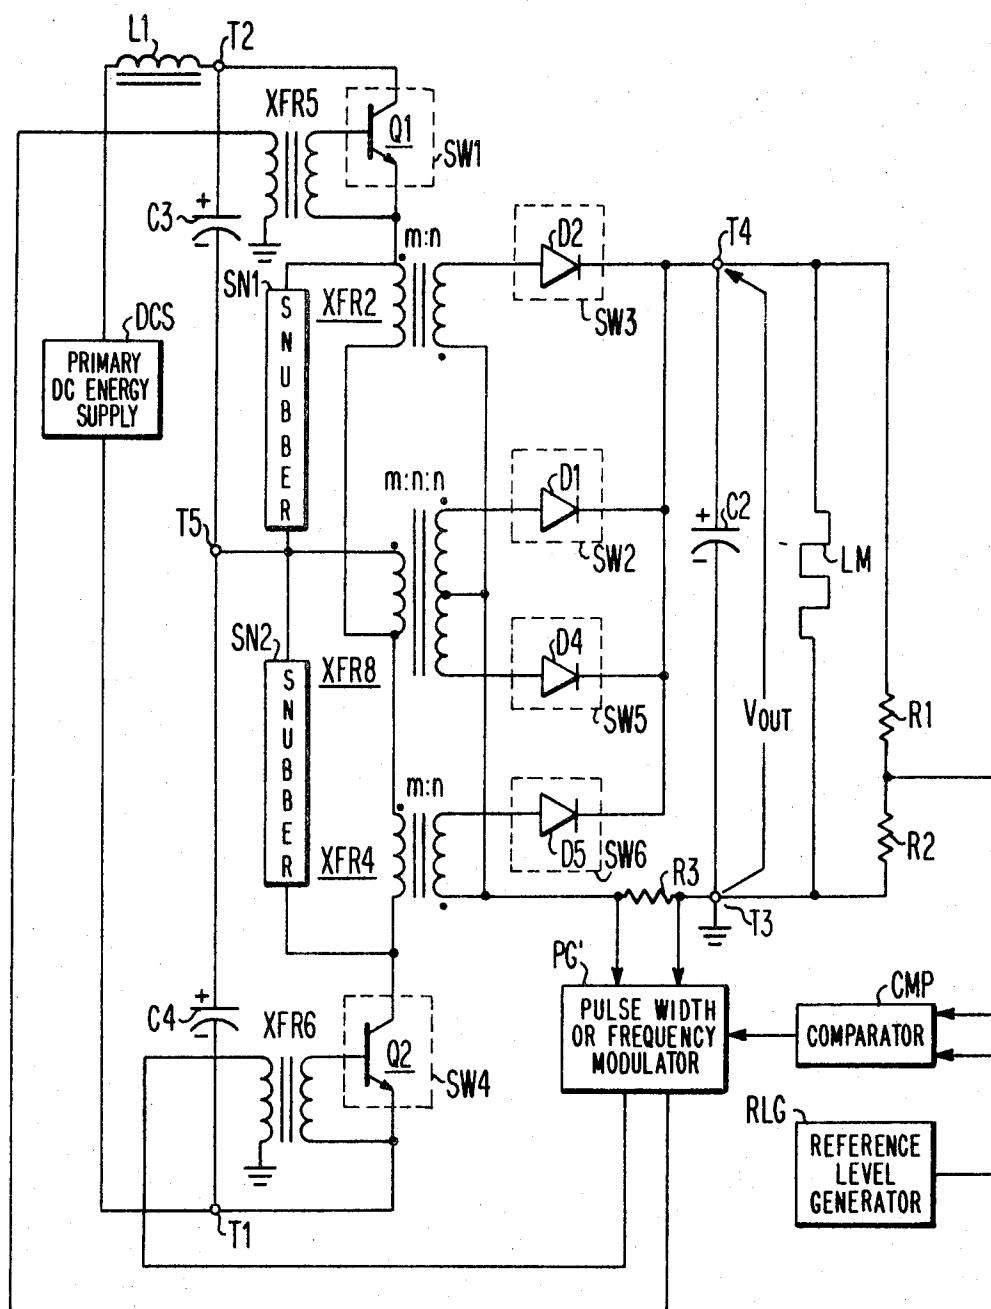 L1
T2
XFR5
Q1
SW1
+
C3
-
m:n
D2
T4
SN1
XFR2
SW3
DCS
PRIMARY
DC ENERGY
SUPPLY
S
N
U
B
B
E
R
m:n:n
D1
+
C2
-
T5
SW2
LM
SN2
D4
XFR8
S
N
U
B
B
E
R
SW5
VOUT
R1
m:n
XFR4
D5
SW6
R3
R2
T3
PG'
+
C4
-
XFR6
Q2
SW4
PULSE WIDTH
OR FREQUENCY
MODULATOR
CMP
COMPARATOR
RLG
REFERENCE
LEVEL
GENERATOR
T1